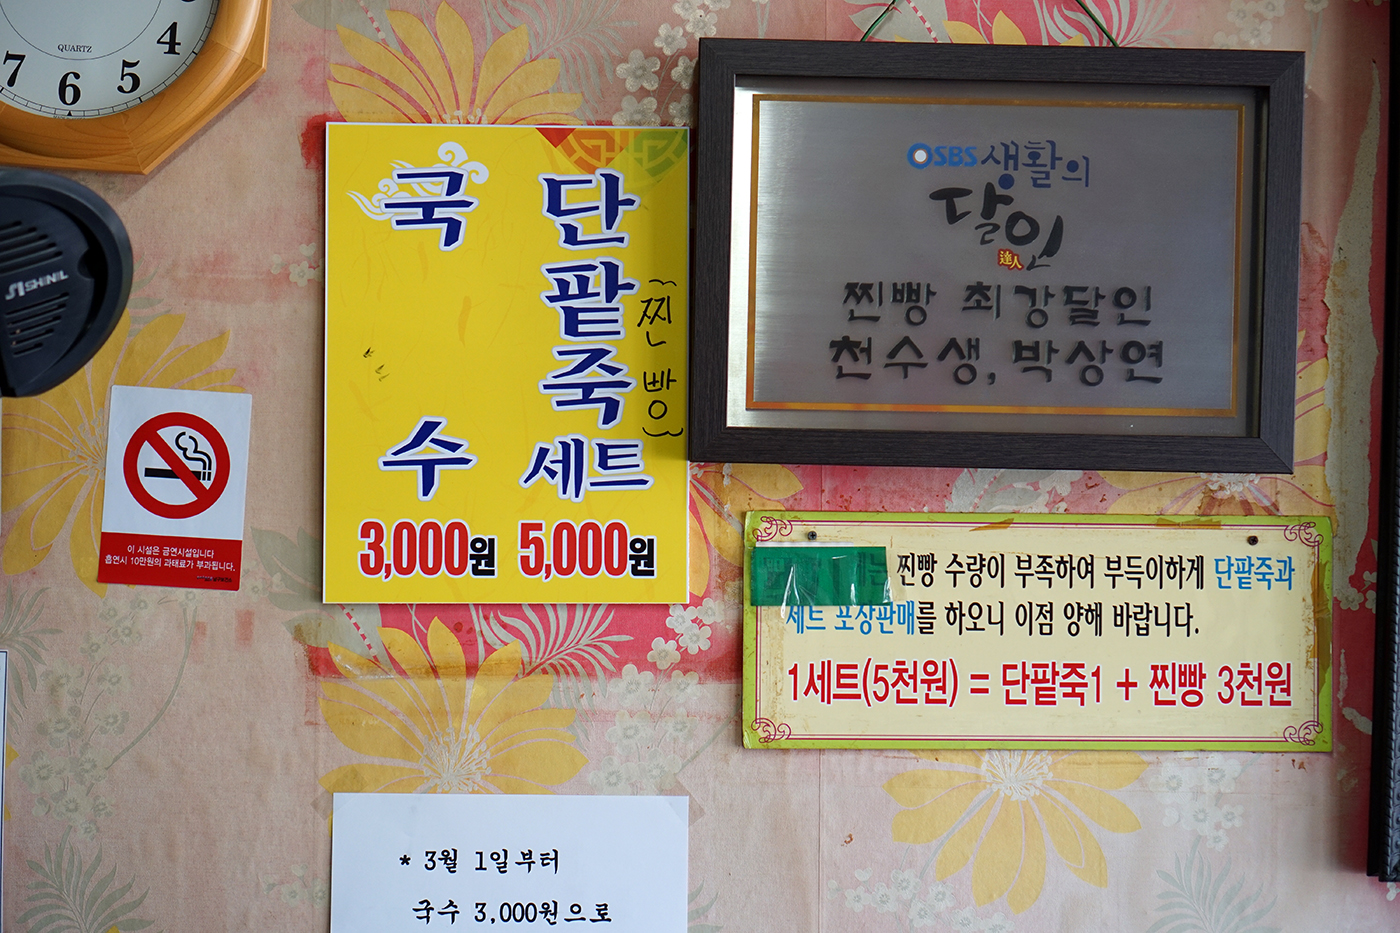 QUARTZ
7 6 5 4
SHINIL
국수
3,000원
단팥죽
세트
(찐빵)
5,000원
SBS 생활의
달인
達人
찐빵 최강달인
천수생, 박상연
이 시설은 금연시설입니다
흡연시 10만원의 과태료가 부과됩니다.
찐빵 수량이 부족하여 부득이하게 단팥죽과
세트 포장판매를 하오니 이점 양해 바랍니다.
1세트(5천원) = 단팥죽1 + 찐빵 3천원
* 3월 1일부터
국수 3,000원으로